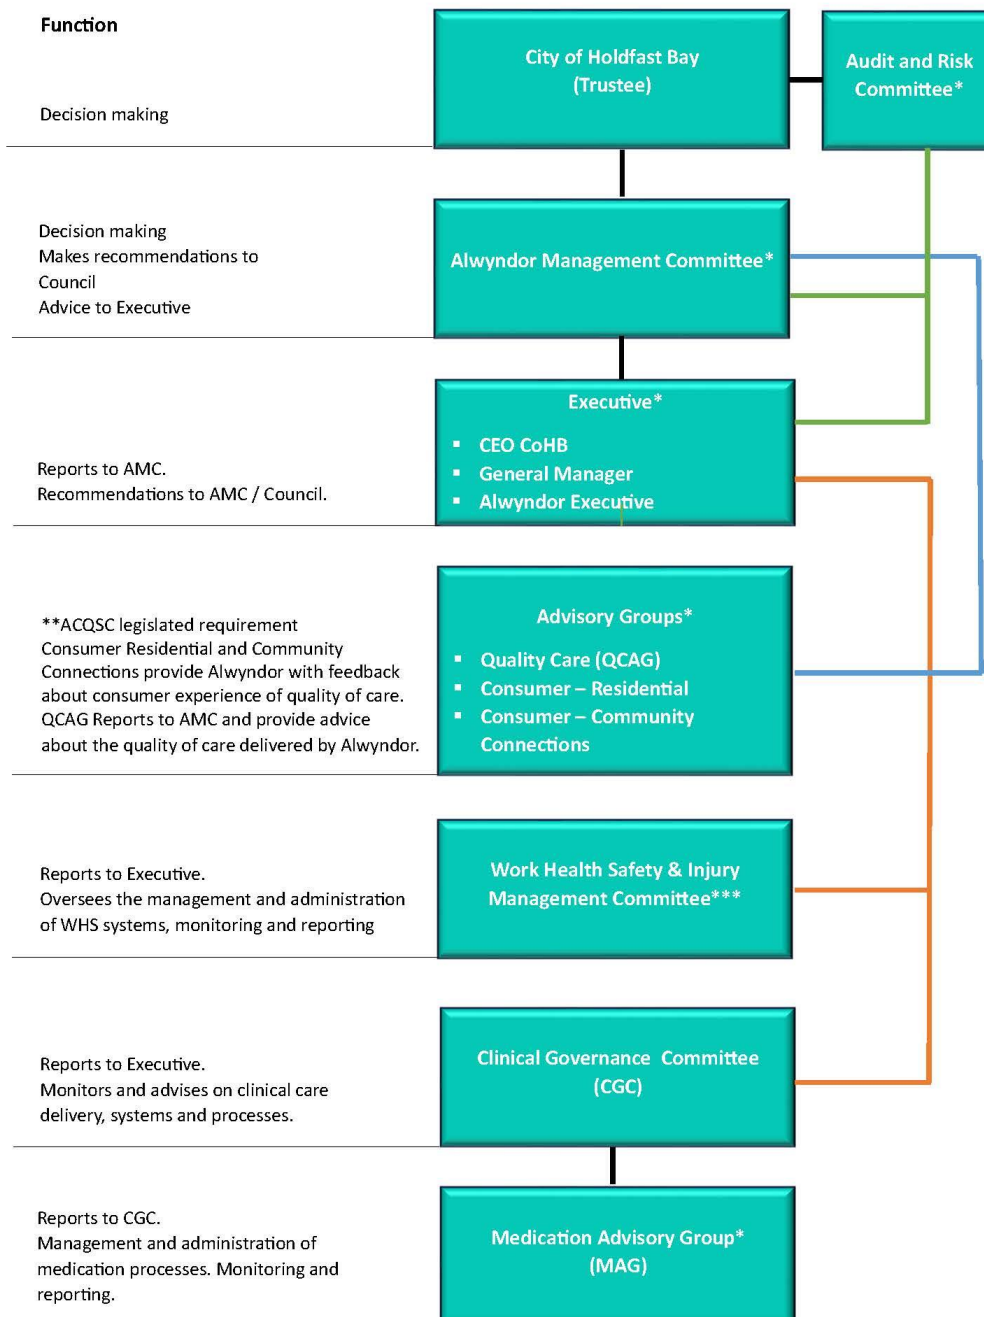 Function
City of Holdfast Bay
(Trustee)
Audit and Risk
Committee*
Decision making
Decision making
Makes recommendations to
Council
Advice to Executive
Alwyndor Management Committee*
Executive*
▪ CEO CoHB
▪ General Manager
▪ Alwyndor Executive
Reports to AMC.
Recommendations to AMC / Council.
**ACQSC legislated requirement
Consumer Residential and Community
Connections provide Alwyndor with feedback
about consumer experience of quality of care.
QCAG Reports to AMC and provide advice
about the quality of care delivered by Alwyndor.
Advisory Groups*
▪ Quality Care (QCAG)
▪ Consumer – Residential
▪ Consumer – Community
Connections
Reports to Executive.
Oversees the management and administration
of WHS systems, monitoring and reporting
Work Health Safety & Injury
Management Committee***
Reports to Executive.
Monitors and advises on clinical care
delivery, systems and processes.
Clinical Governance Committee
(CGC)
Reports to CGC.
Management and administration of
medication processes. Monitoring and
reporting.
Medication Advisory Group*
(MAG)